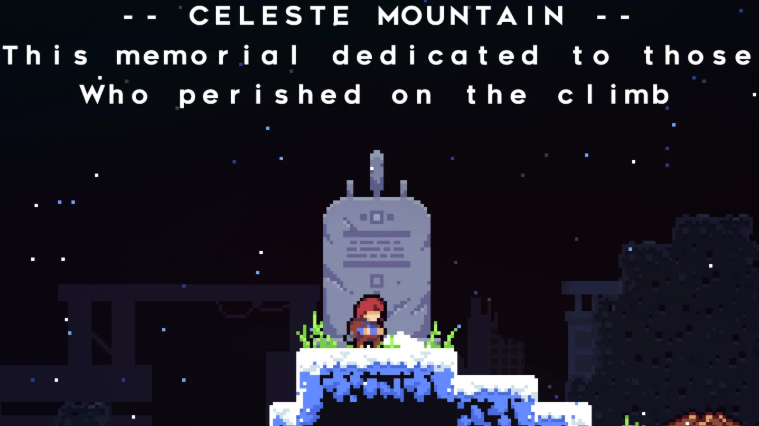 -- CELESTE MOUNTAIN --
This memorial dedicated to those
Who perished on the climb